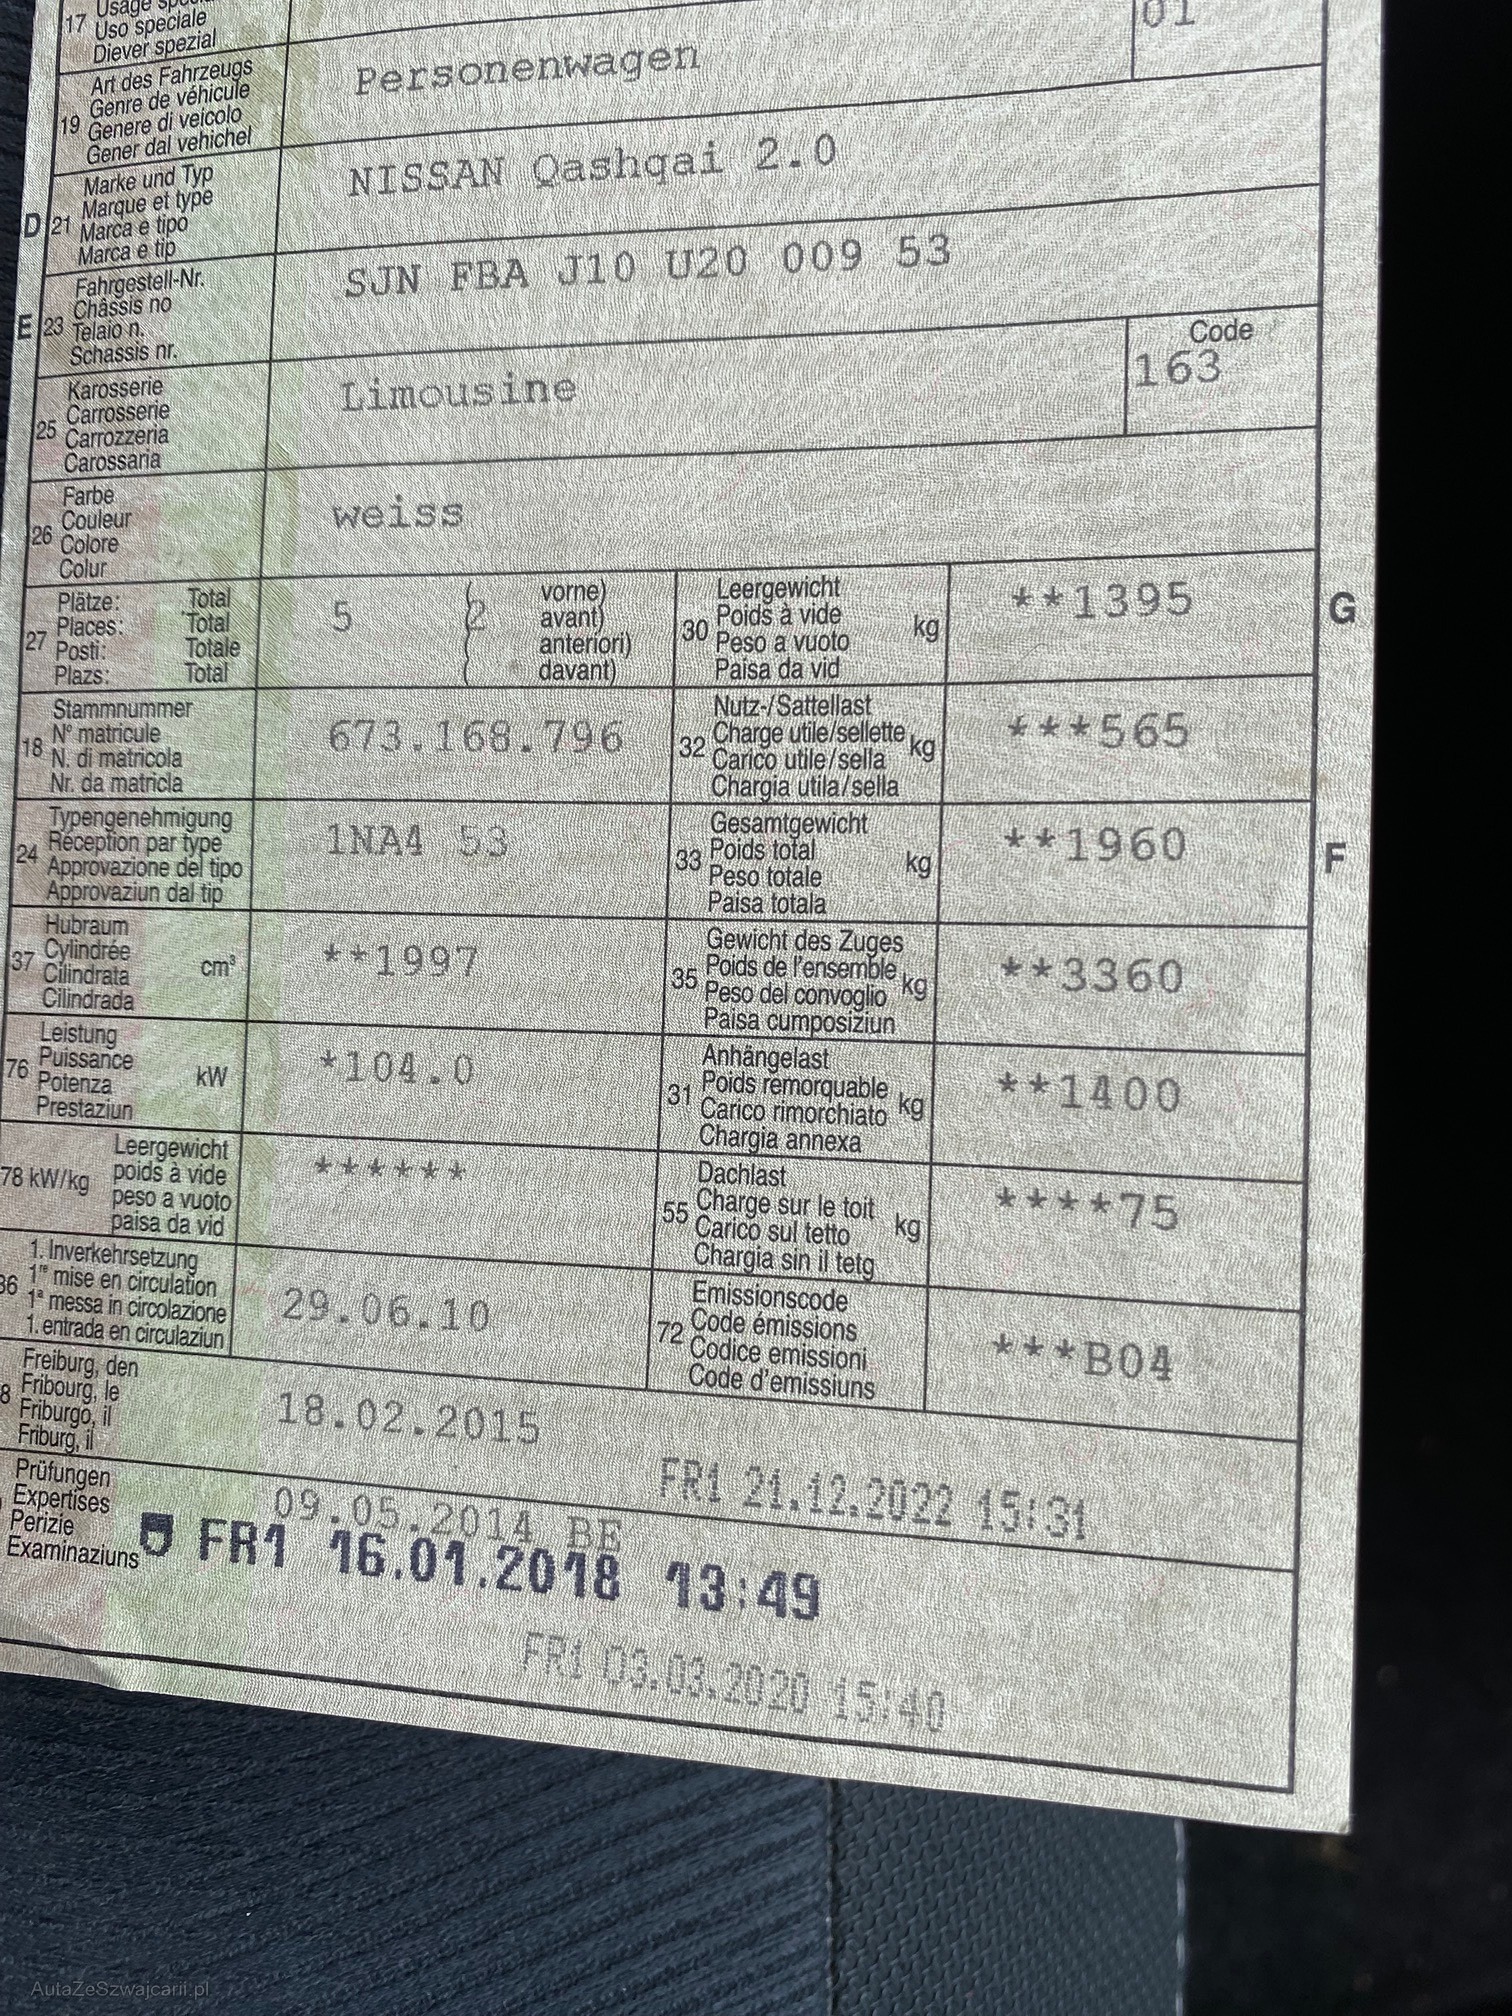 17 Usage
Uso speciale
Diever spezial
01
19 Art des Fahrzeugs
Genre de véhicule
Genere di veicolo
Gener dal vehichel
Personenwagen
D 21 Marke und Typ
Marque et type
Marca e tipo
Marca e tip
NISSAN Qashqai 2.0
E 23 Fahrgestell-Nr.
Châssis no
Telaio n.
Schassis nr.
SJN FBA J10 U20 009 53
25 Karosserie
Carrosserie
Carrozzeria
Carossaria
Limousine
Code
163
26 Farbe
Couleur
Colore
Colur
weiss
27 Plätze: Total
Places: Total
Posti: Totale
Plazs: Total
5 (2 vorne)
avant)
anteriori)
davant)
30 Leergewicht
Poids à vide
Peso a vuoto
Paisa da vid
kg
**1395
G
18 Stammnummer
N° matricule
N. di matricola
Nr. da matricla
673.168.796
32 Nutz-/Sattellast
Charge utile/sellette
Carico utile/sella
Chargia utila/sella
kg
***565
24 Typengenehmigung
Réception par type
Approvazione del tipo
Approvaziun dal tip
1NA4 53
33 Gesamtgewicht
Poids total
Peso totale
Paisa totala
kg
**1960
F
37 Hubraum
Cylindrée
Cilindrata
Cilindrada
cm³
**1997
35 Gewicht des Zuges
Poids de l'ensemble
Peso del convoglio
Paisa cumposiziun
kg
**3360
76 Leistung
Puissance
Potenza
Prestaziun
kW
*104.0
31 Anhängelast
Poids remorquable
Carico rimorchiato
Chargia annexa
kg
**1400
78 kW/kg Leergewicht
poids à vide
peso a vuoto
paisa da vid
******
55 Dachlast
Charge sur le toit
Carico sul tetto
Chargia sin il tetg
kg
****75
36 1. Inverkehrsetzung
1re mise en circulation
1a messa in circolazione
1. entrada en circulaziun
29.06.10
72 Emissionscode
Code émissions
Codice emissioni
Code d'emissiuns
***B04
8 Freiburg, den
Fribourg, le
Friburgo, il
Friburg, il
18.02.2015
Prüfungen
Expertises
Perizie
Examinaziuns
FR1 21.12.2022 15:31
09.05.2014 BE
FR1 16.01.2018 13:49
FR1 03.03.2020 15:40
AutaZeSzwajcarii.pl